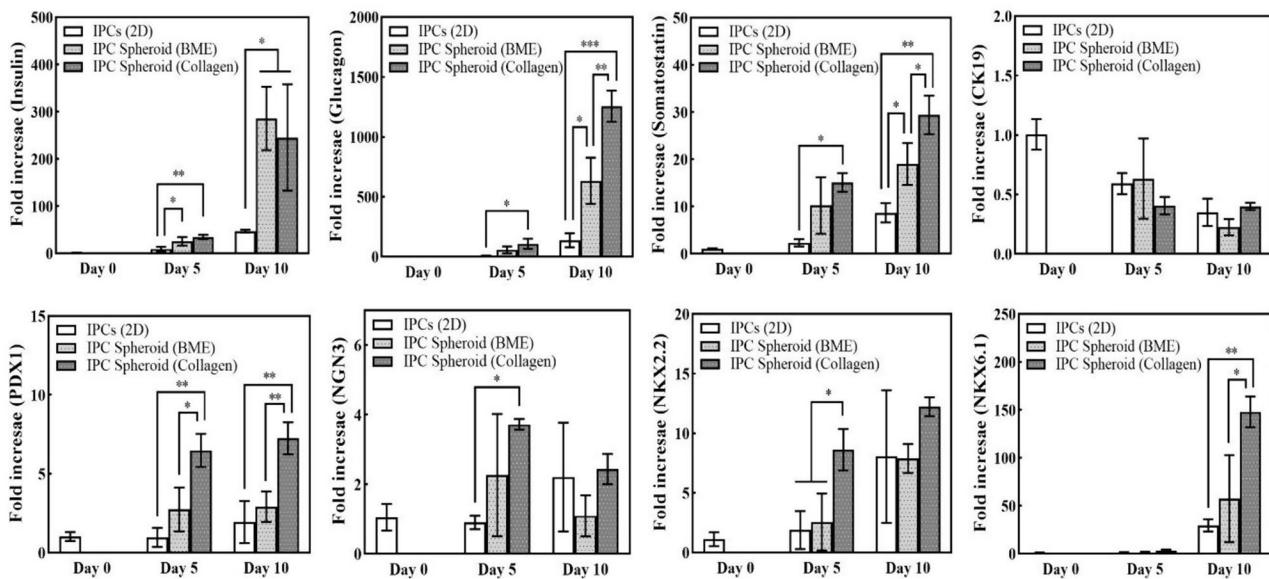 Fold incresae (Insulin)
500
400
300
200
100
0
IPCs (2D)
IPC Spheroid (BME)
IPC Spheroid (Collagen)
*
**
*
Day 0 Day 5 Day 10
Fold incresae (Glucagon)
2000
1500
1000
500
0
IPCs (2D)
IPC Spheroid (BME)
IPC Spheroid (Collagen)
***
**
*
*
Day 0 Day 5 Day 10
Fold incresae (Somatostatin)
50
40
30
20
10
0
IPCs (2D)
IPC Spheroid (BME)
IPC Spheroid (Collagen)
**
*
*
*
Day 0 Day 5 Day 10
Fold incresae (CK19)
2.0
1.5
1.0
0.5
0.0
IPCs (2D)
IPC Spheroid (BME)
IPC Spheroid (Collagen)
Day 0 Day 5 Day 10
Fold incresae (PDX1)
15
10
5
0
IPCs (2D)
IPC Spheroid (BME)
IPC Spheroid (Collagen)
**
*
**
**
Day 0 Day 5 Day 10
Fold incresae (NGN3)
6
4
2
0
IPCs (2D)
IPC Spheroid (BME)
IPC Spheroid (Collagen)
*
Day 0 Day 5 Day 10
Fold incresae (NKX2.2)
20
15
10
5
0
IPCs (2D)
IPC Spheroid (BME)
IPC Spheroid (Collagen)
*
Day 0 Day 5 Day 10
Fold incresae (NKX6.1)
250
200
150
100
50
0
IPCs (2D)
IPC Spheroid (BME)
IPC Spheroid (Collagen)
**
*
Day 0 Day 5 Day 10